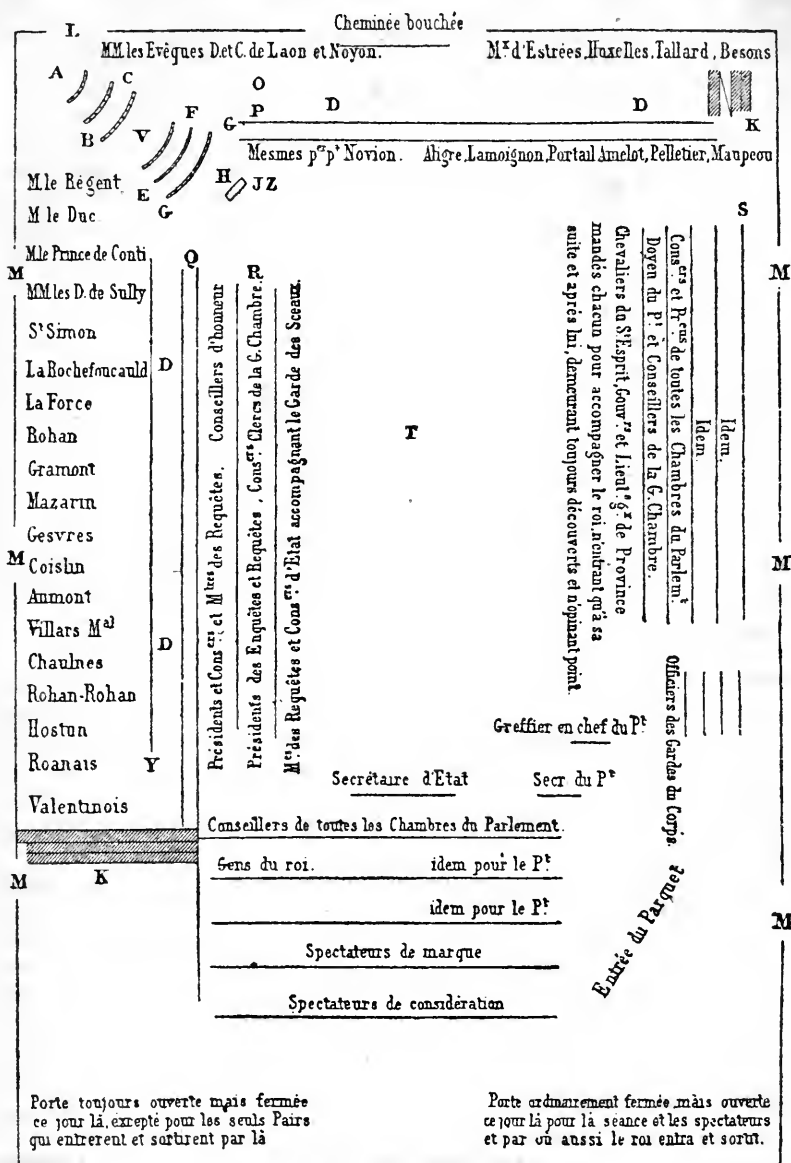 Cheminée bouchée
L
MM. les Evêques D. et C. de Laon et Noyon.
Mx d'Estrées, Huxelles, Tallard, Besons
A
C
B
V
F
E
G
O
P
G
D
D
K
Mesmes per pt Novion. Aligre, Lamoignon, Portail Amelot, Pelletier, Maupeou
H
JZ
M. le Régent
M le Duc
M. le Prince de Conti
MM. les D. de Sully
St Simon
La Rochefoucauld
La Force
Rohan
Gramont
Mazarin
Gesvres
Coislin
Aumont
Villars Mal
Chaulnes
Rohan-Rohan
Hostun
Roanais
Valentinois
M
M
M
K
D
D
Y
Q
R
S
T
M
M
M
Présidents et Conser.s et Mtres des Requêtes. Conseillers d'honneur
Présidents des Enquêtes et Requêtes, Consers Clercs de la G. Chambre.
Mes des Requêtes et Consers d'Etat accompagnant le Garde des Sceaux.
Chevaliers du St Esprit, Gouvrs et Lieut.s g.x de Province
mandés chacun pour accompagner le roi, n'entrant qu'à sa
suite et après lui, demeurant toujours découverts et n'opinant point.
Doyen du Pt. et Conseillers de la G. Chambre.
Consers et Prens de toutes les Chambres du Parlemt
Idem.
Idem.
Officiers des Gardes du Corps.
Greffier en chef du Pt
Secrétaire d'Etat
Secr du Pt
Conseillers de toutes les Chambres du Parlement.
Gens du roi.
idem pour le Pt.
idem pour le Pt.
Spectateurs de marque
Spectateurs de considération
Entrée du Parquet
Porte toujours ouverte mais fermée
ce jour là, excepté pour les seuls Pairs
qui entrerent et sortirent par là
Porte ordinairement fermée, mais ouverte
ce jour là pour la séance et les spectateurs
et par où aussi le roi entra et sortit.